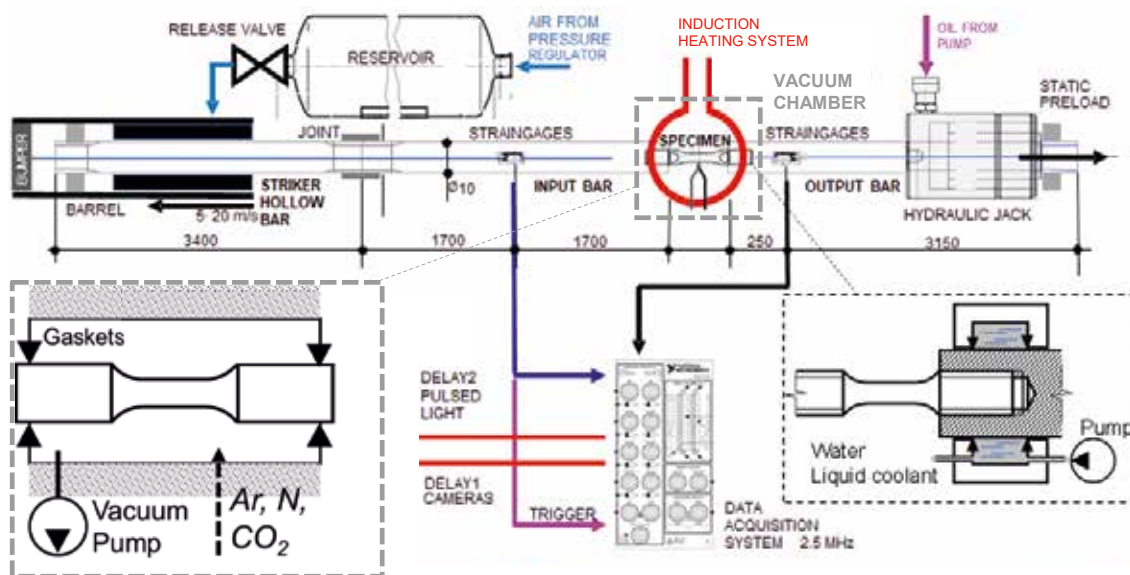 RELEASE VALVE
AIR FROM
PRESSURE
REGULATOR
RESERVOIR
INDUCTION
HEATING SYSTEM
OIL FROM
PUMP
VACUUM
CHAMBER
STATIC
PRELOAD
DUMPER
JOINT
STRAINGAGES
SPECIMEN
STRAINGAGES
STRIKER
HOLLOW
BAR
BARREL
5-20 m/s
Ø10
INPUT BAR
OUTPUT BAR
HYDRAULIC JACK
3400
1700
1700
250
3150
Gaskets
Vacuum
Pump
Ar, N,
CO2
DELAY2
PULSED
LIGHT
DELAY1
CAMERAS
TRIGGER
DATA
ACQUISITION
SYSTEM 2.5 MHz
Water
Liquid coolant
Pump